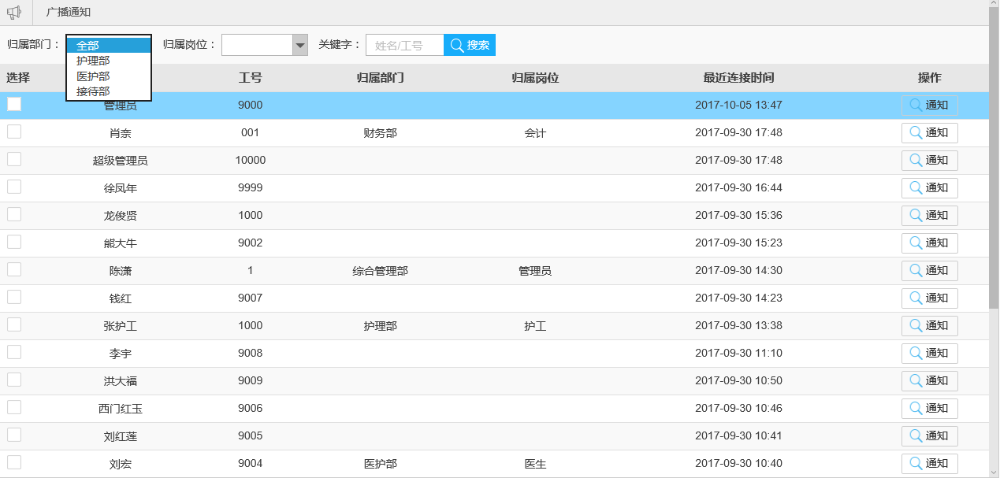 广播通知
归属部门： 全部 归属岗位： 关键字： 姓名/工号 搜索
护理部
医护部
接待部
选择 工号 归属部门 归属岗位 最近连接时间 操作
管理员 9000 2017-10-05 13:47 通知
肖奈 001 财务部 会计 2017-09-30 17:48 通知
超级管理员 10000 2017-09-30 17:48 通知
徐凤年 9999 2017-09-30 16:44 通知
龙俊贤 1000 2017-09-30 15:36 通知
熊大牛 9002 2017-09-30 15:23 通知
陈潇 1 综合管理部 管理员 2017-09-30 14:30 通知
钱红 9007 2017-09-30 14:23 通知
张护工 1000 护理部 护工 2017-09-30 13:38 通知
李宇 9008 2017-09-30 11:10 通知
洪大福 9009 2017-09-30 10:50 通知
西门红玉 9006 2017-09-30 10:46 通知
刘红莲 9005 2017-09-30 10:41 通知
刘宏 9004 医护部 医生 2017-09-30 10:40 通知